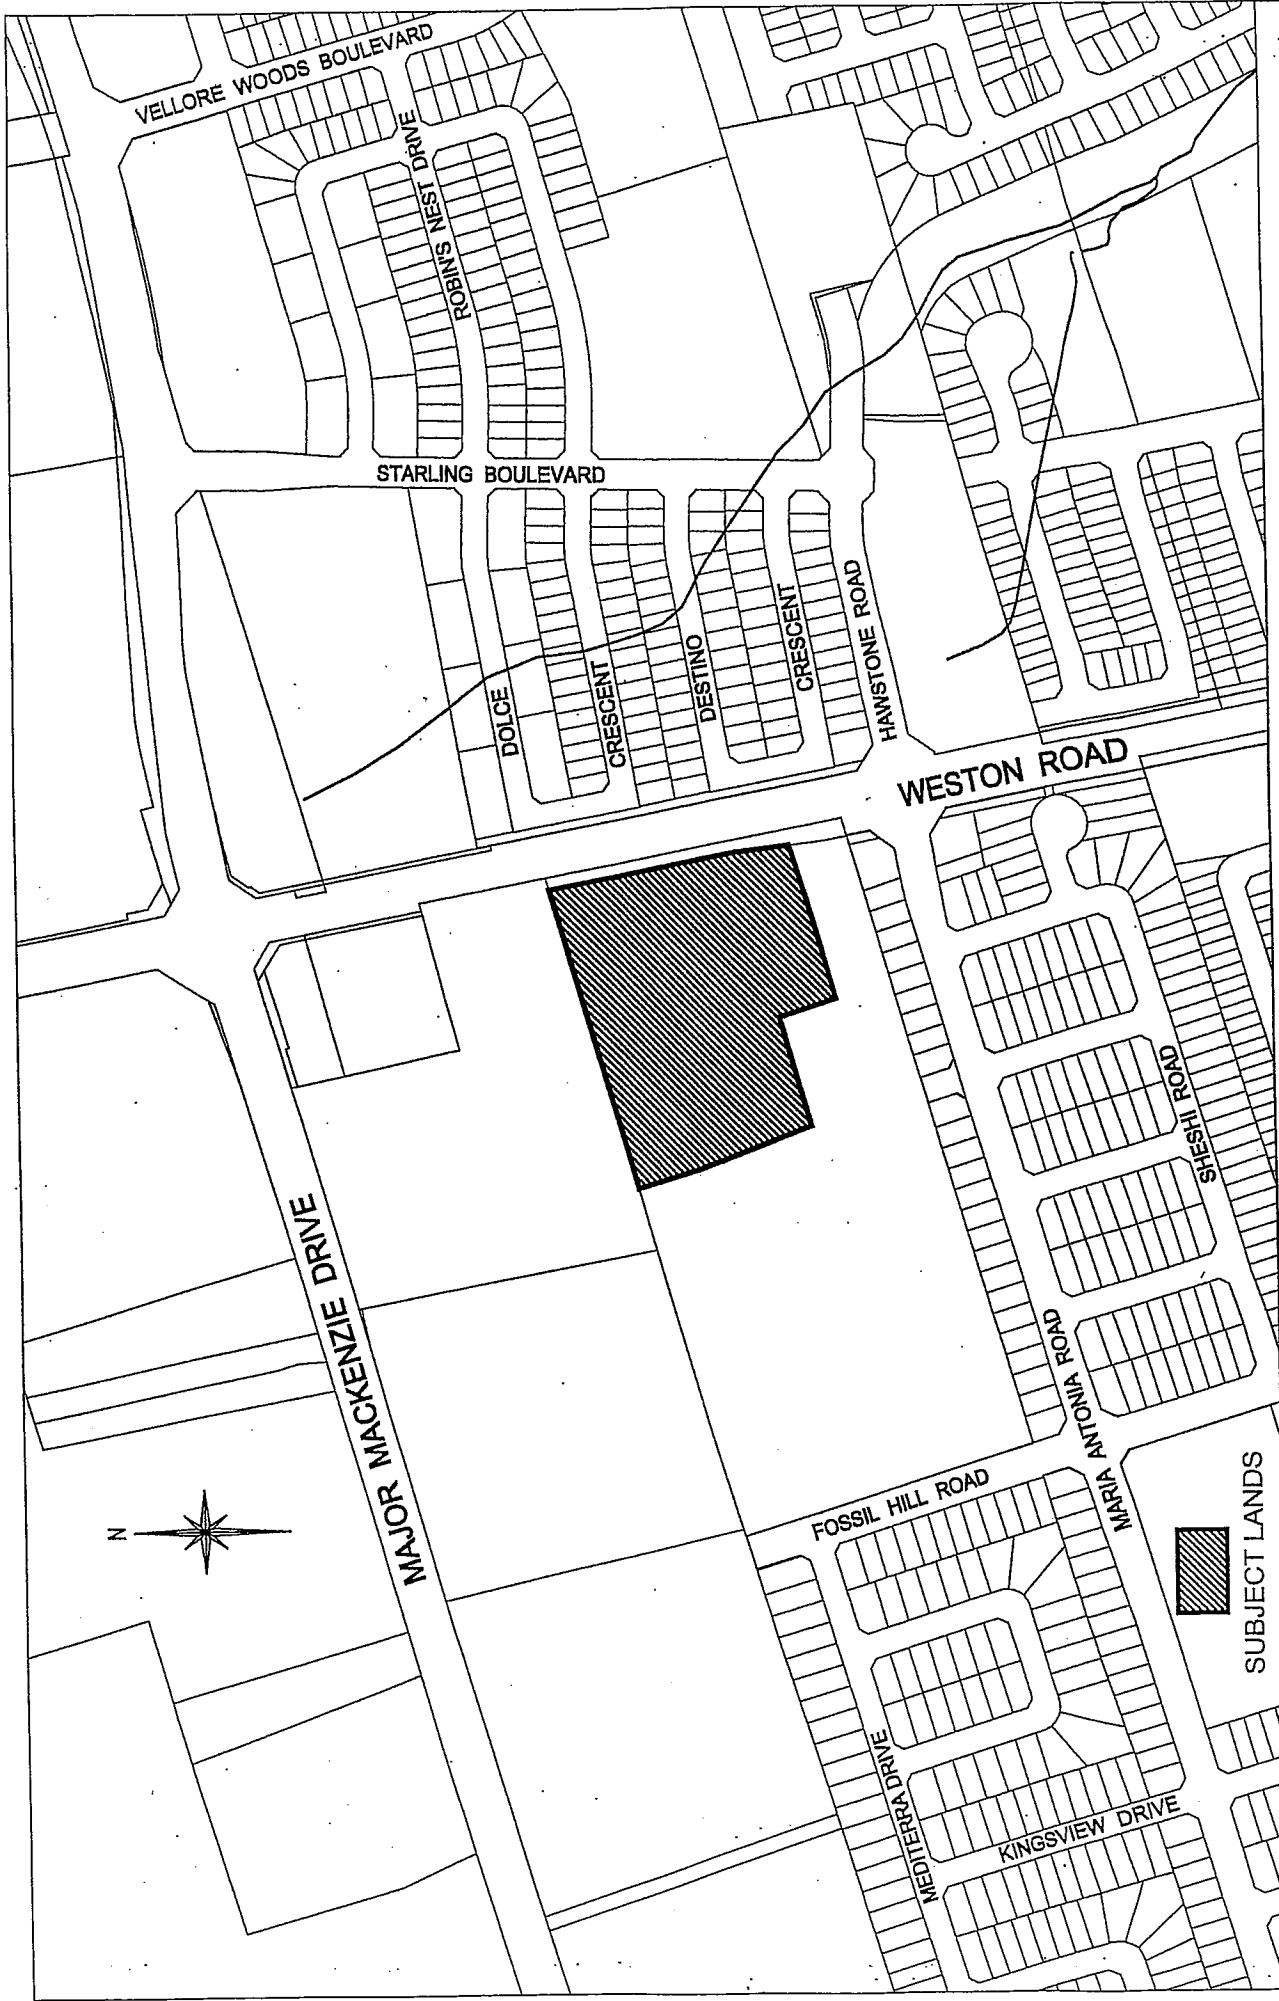 VELLORE WOODS BOULEVARD
ROBIN'S NEST DRIVE
STARLING BOULEVARD
DOLCE
CRESCENT
DESTINO
CRESCENT
HAWSTONE ROAD
WESTON ROAD
MAJOR MACKENZIE DRIVE
SHESHI ROAD
MARIA ANTONIA ROAD
FOSSIL HILL ROAD
MEDITERRA DRIVE
KINGSVIEW DRIVE
N
SUBJECT LANDS